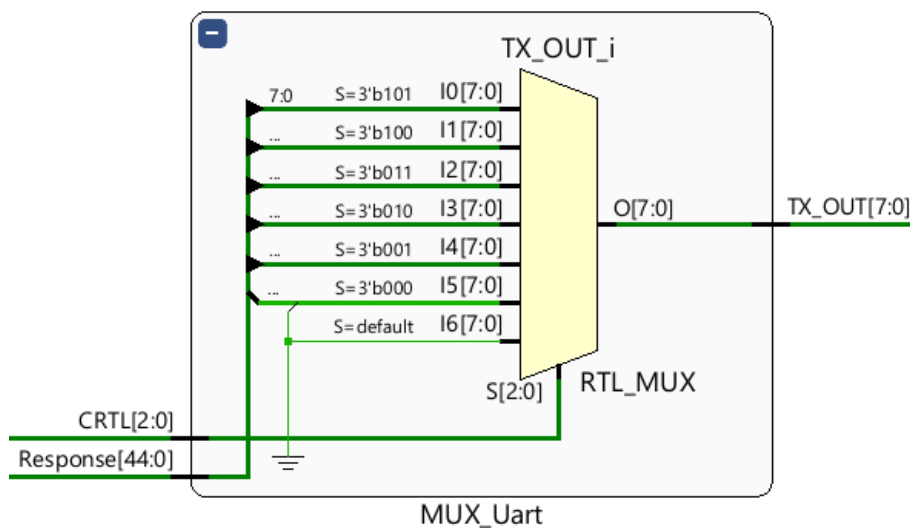 TX_OUT_i
7:0 S=3'b101 I0[7:0]
... S=3'b100 I1[7:0]
... S=3'b011 I2[7:0]
... S=3'b010 I3[7:0]
O[7:0]
TX_OUT[7:0]
... S=3'b001 I4[7:0]
... S=3'b000 I5[7:0]
S=default I6[7:0]
S[2:0]
RTL_MUX
CRTL[2:0]
Response[44:0]
MUX_Uart